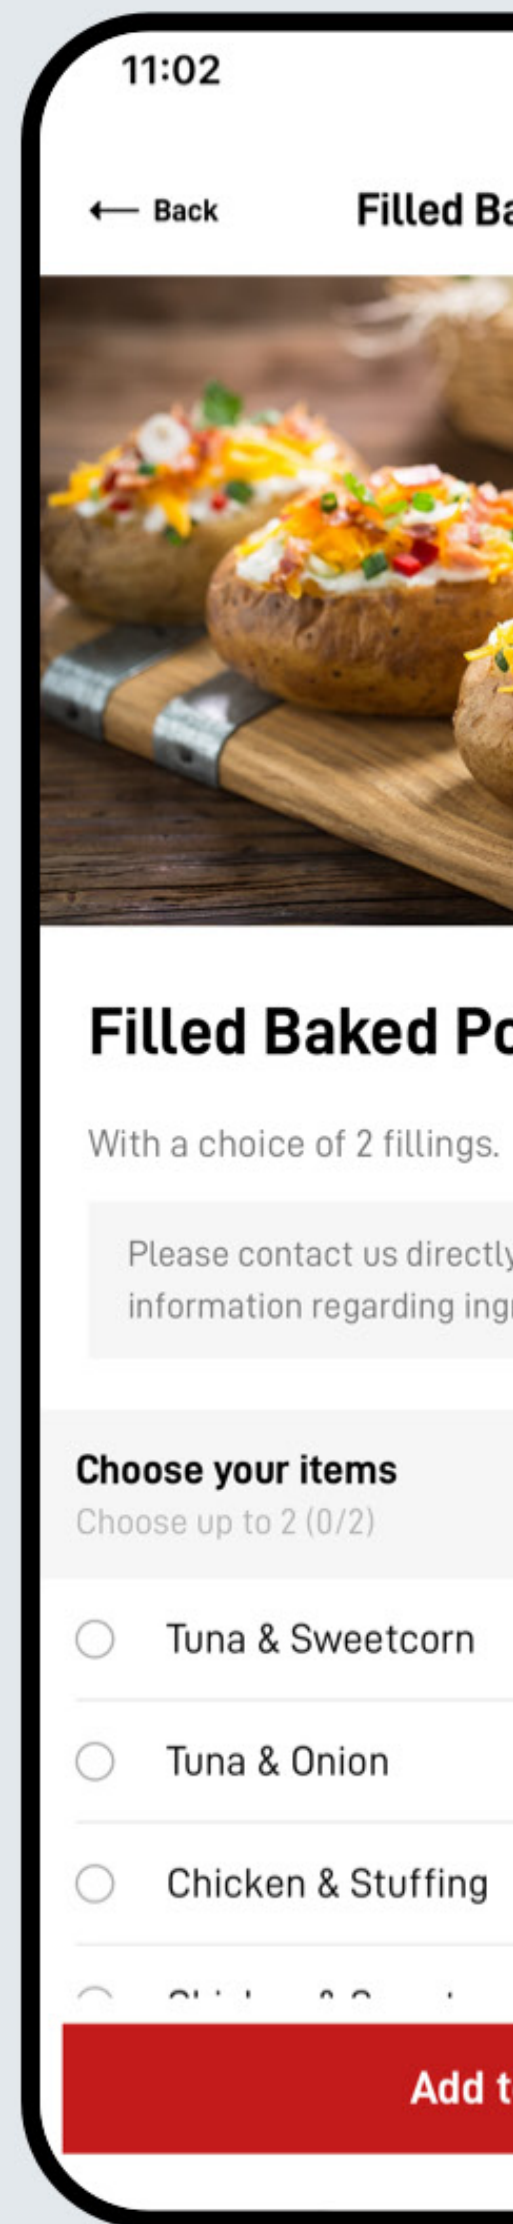 11:02
Back
Filled Ba
Filled Baked Po
With a choice of 2 fillings.
Please contact us directly
information regarding ing
Choose your items
Choose up to 2 (0/2)
Tuna & Sweetcorn
Tuna & Onion
Chicken & Stuffing
Add t